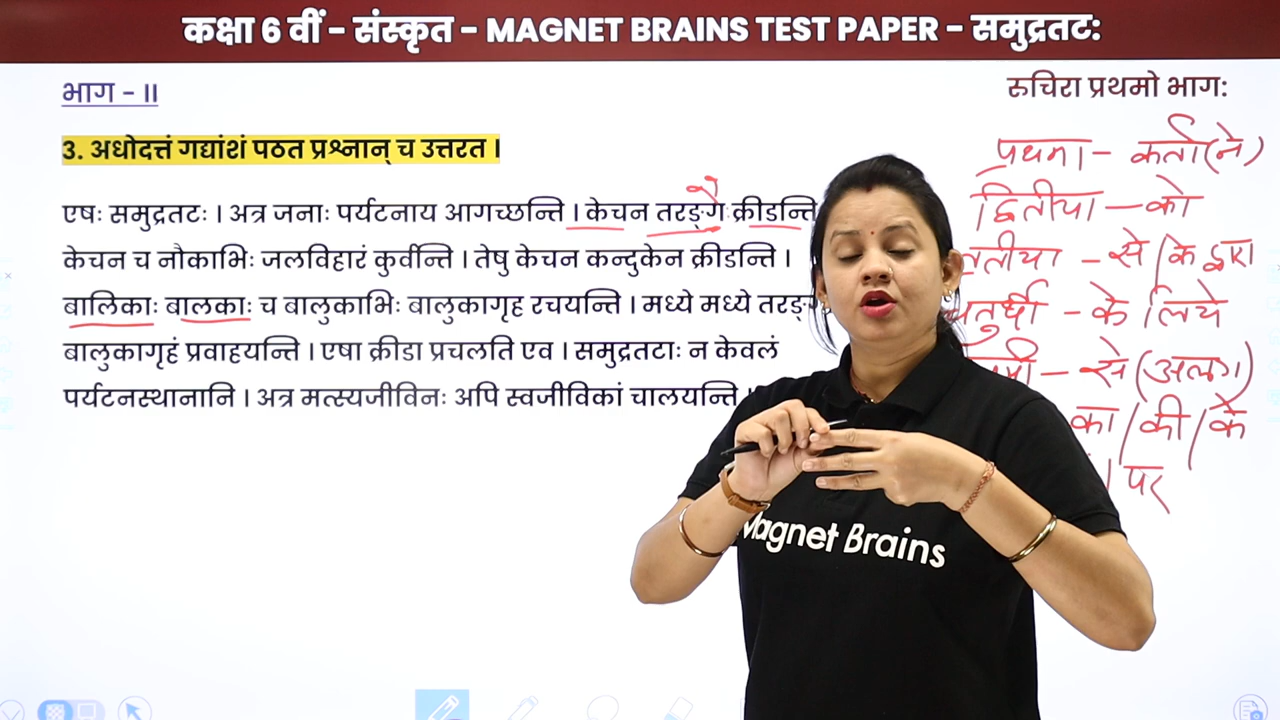 कक्षा 6 वीं - संस्कृत - MAGNET BRAINS TEST PAPER - समुद्रतट:
भाग - II
रुचिरा प्रथमो भाग:
3. अधोदत्तं गद्यांशं पठत प्रश्नान् च उत्तरत ।
एषः समुद्रतटः । अत्र जनाः पर्यटनाय आगच्छन्ति । केचन तरङ्गै क्रीडन्ति
केचन च नौकाभिः जलविहारं कुर्वन्ति । तेषु केचन कन्दुकेन क्रीडन्ति ।
बालिकाः बालकाः च बालुकाभिः बालुकागृह रचयन्ति । मध्ये मध्ये
बालुकागृहं प्रवाहयन्ति । एषा क्रीडा प्रचलति एव । समुद्रतटाः न केवलं
पर्यटनस्थानानि । अत्र मत्स्यजीविनः अपि स्वजीविकां चालयन्ति ।
प्रथमा - कर्ता (ने)
द्वितीया - को
तृतीया - से / के द्वारा
चतुर्थी - के लिये
- से (अलग)
का / की / के
पर
Magnet Brains